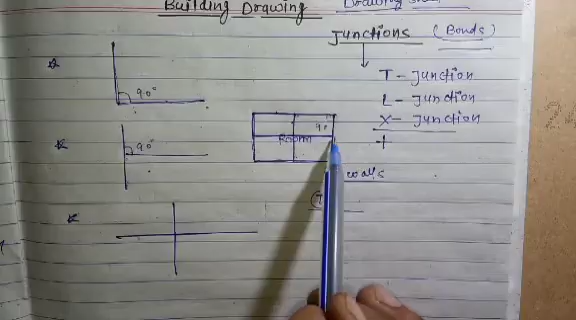 Building Drawing
Junctions (Bonds)
T - Junction
L - Junction
X - Junction
+
90°
90°
90°
Room
walls